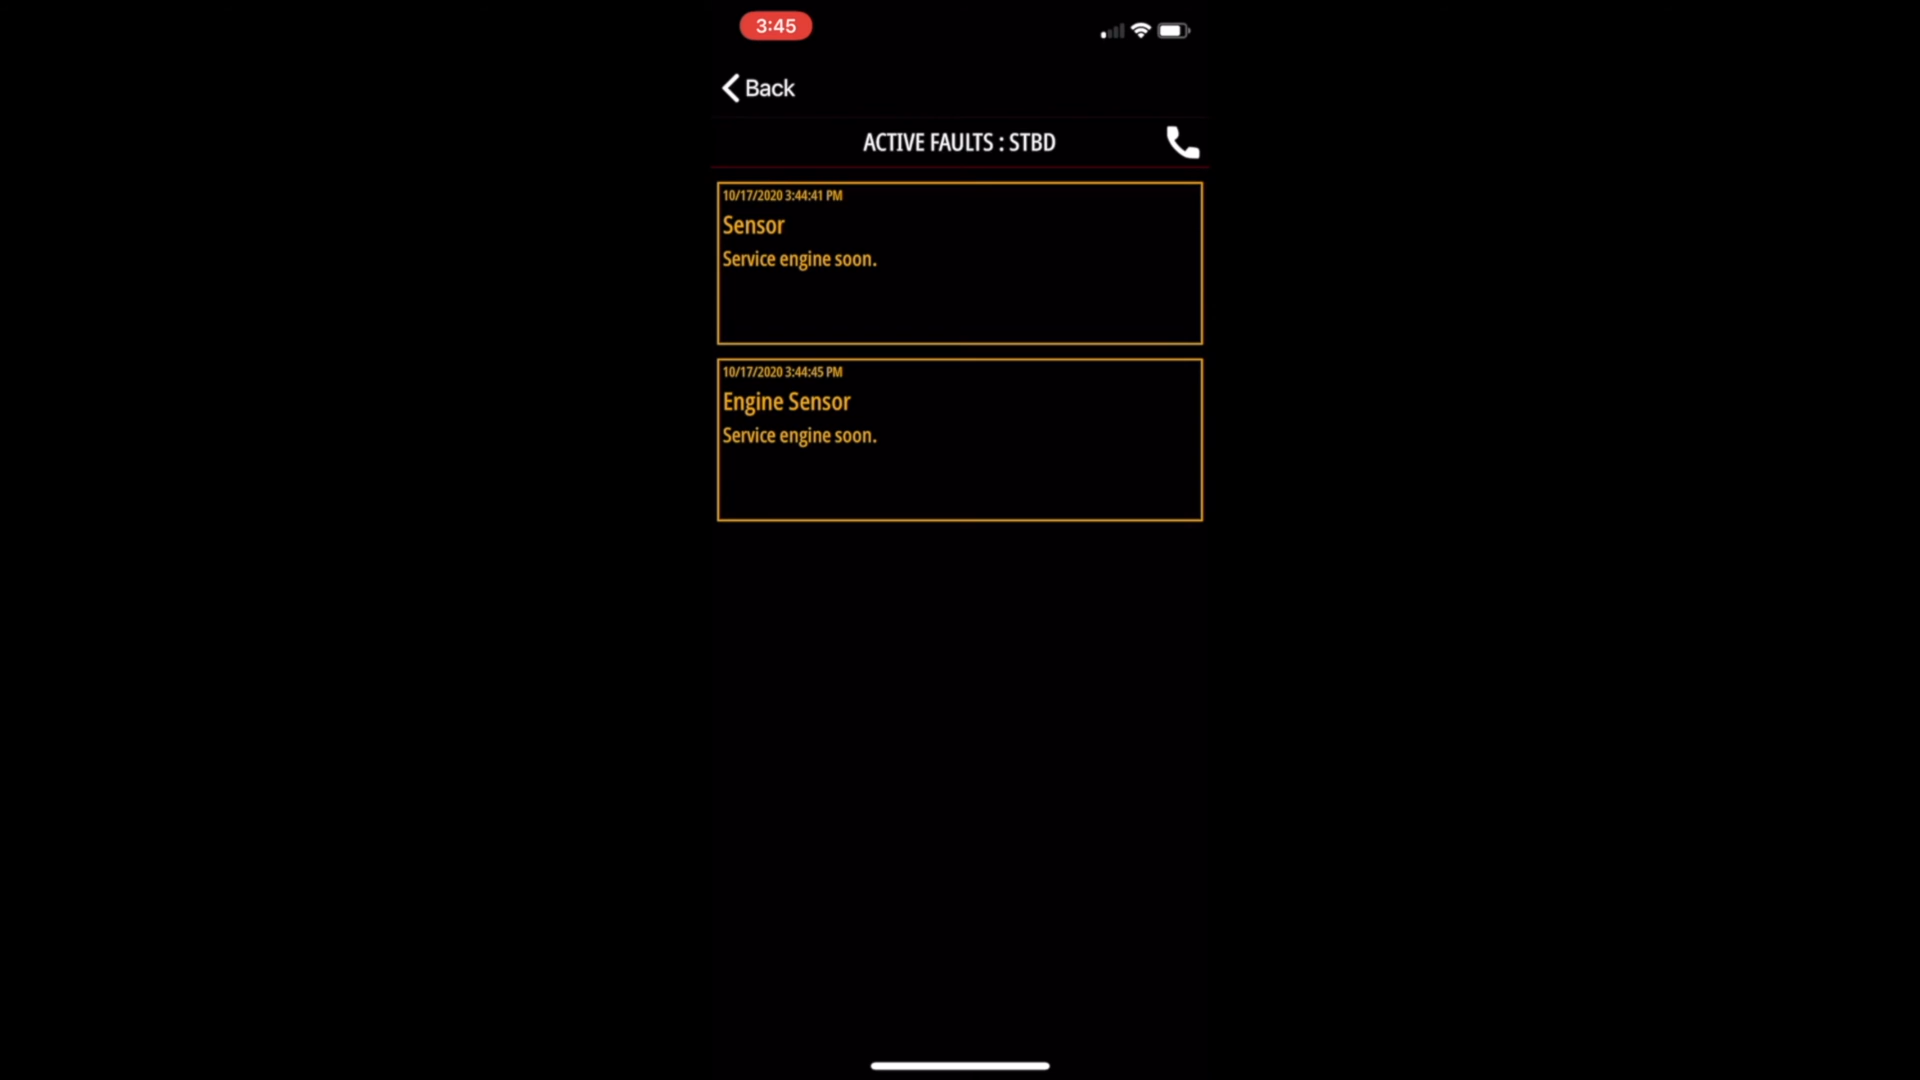 3:45
Back
ACTIVE FAULTS : STBD
10/17/2020 3:44:41 PM
Sensor
Service engine soon.
10/17/2020 3:44:45 PM
Engine Sensor
Service engine soon.